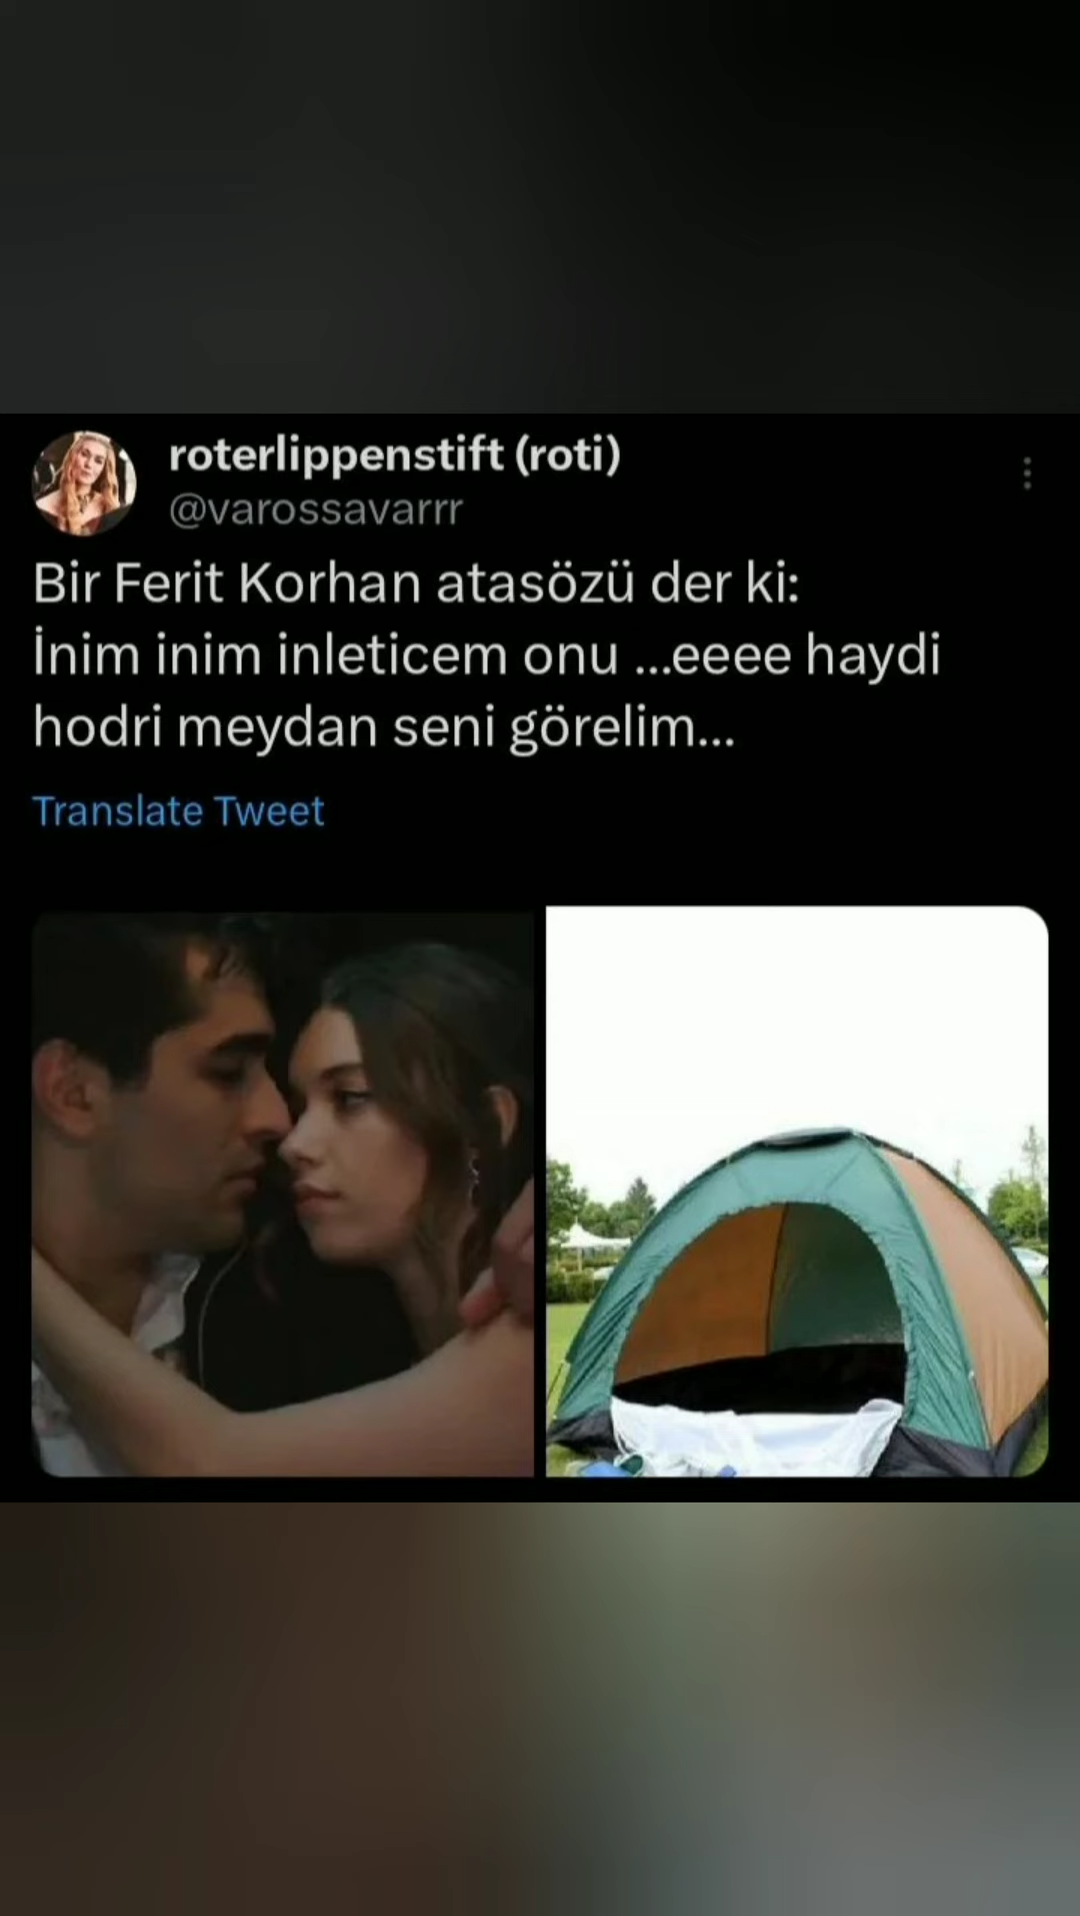 roterlippenstift (roti)
@varossavarrr
Bir Ferit Korhan atasözü der ki:
İnim inim inleticem onu ...eeee haydi
hodri meydan seni görelim...
Translate Tweet